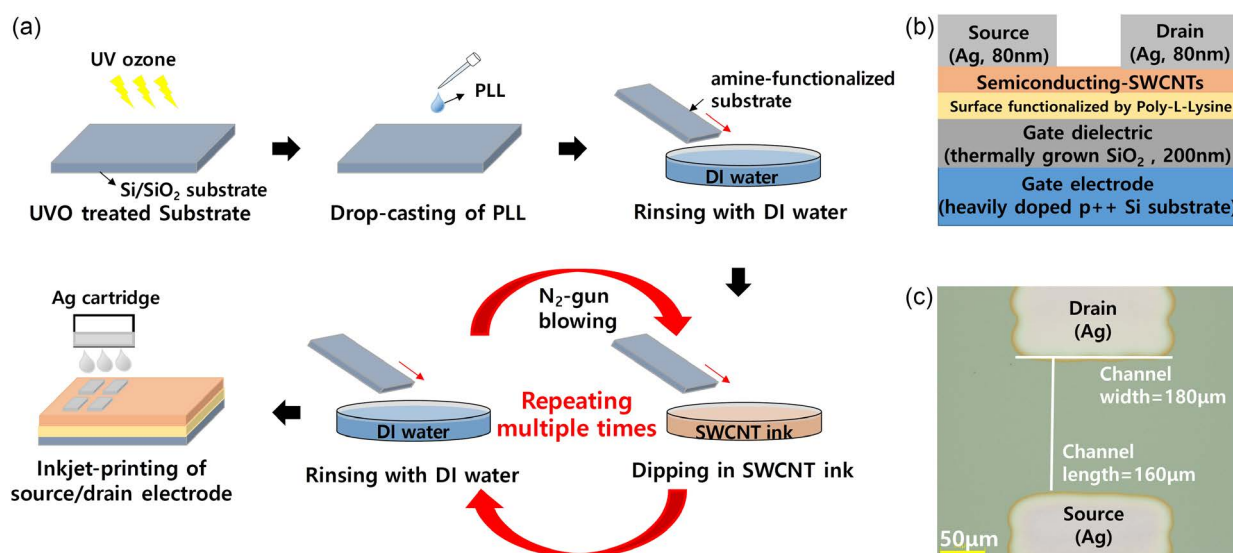 (a)
UV ozone
Si/SiO₂ substrate
UVO treated Substrate
PLL
Drop-casting of PLL
amine-functionalized
substrate
DI water
Rinsing with DI water
N₂-gun
blowing
Repeating
multiple times
SWCNT ink
Dipping in SWCNT ink
DI water
Rinsing with DI water
Ag cartridge
Inkjet-printing of
source/drain electrode
(b)
Source
(Ag, 80nm)
Drain
(Ag, 80nm)
Semiconducting-SWCNTs
Surface functionalized by Poly-L-Lysine
Gate dielectric
(thermally grown SiO₂ , 200nm)
Gate electrode
(heavily doped p++ Si substrate)
(c)
Drain
(Ag)
Channel
width=180μm
Channel
length=160μm
Source
(Ag)
50μm